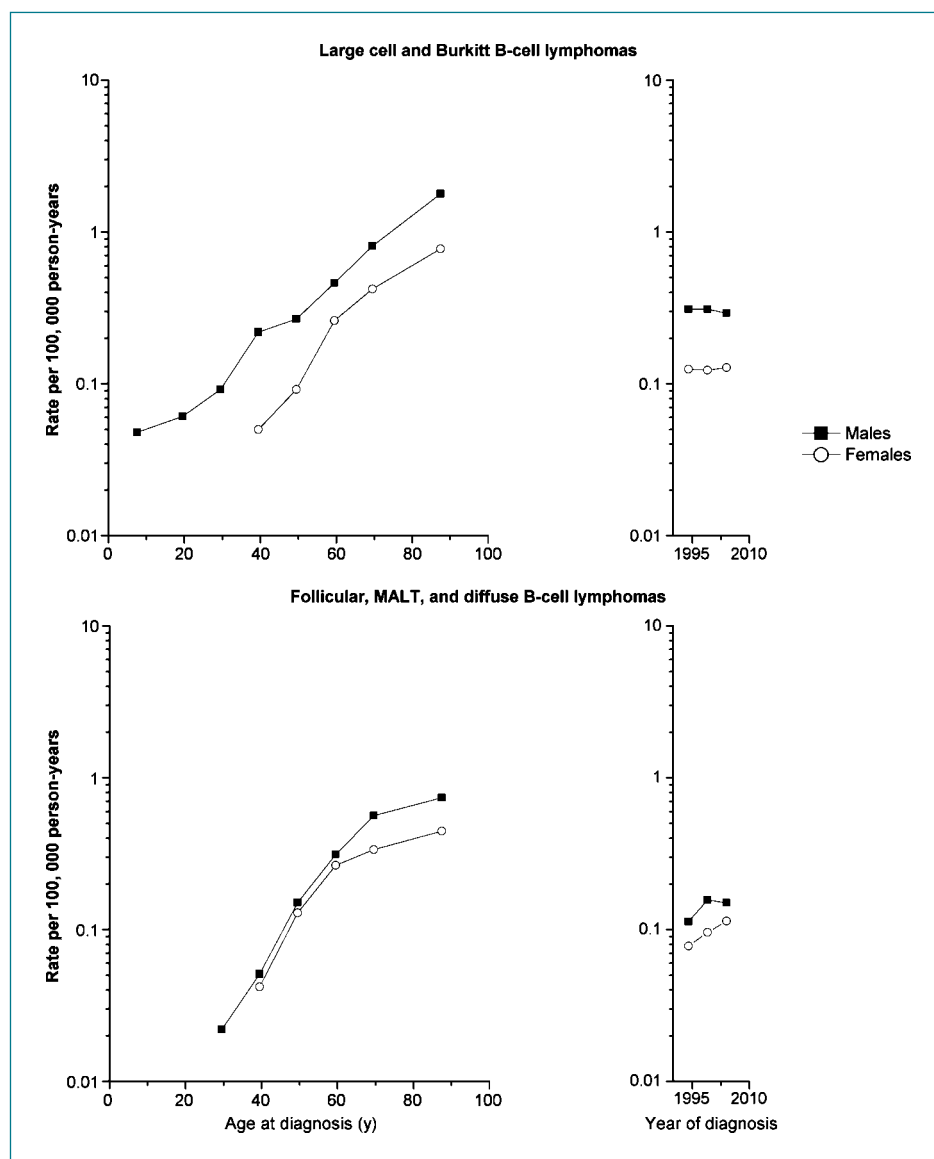 Large cell and Burkitt B-cell lymphomas
10
1
0.1
0.01
Rate per 100, 000 person-years
0 20 40 60 80 100
10
1
0.1
0.01
1995 2010
Males
Females
Follicular, MALT, and diffuse B-cell lymphomas
10
1
0.1
0.01
Rate per 100, 000 person-years
0 20 40 60 80 100
Age at diagnosis (y)
10
1
0.1
0.01
1995 2010
Year of diagnosis